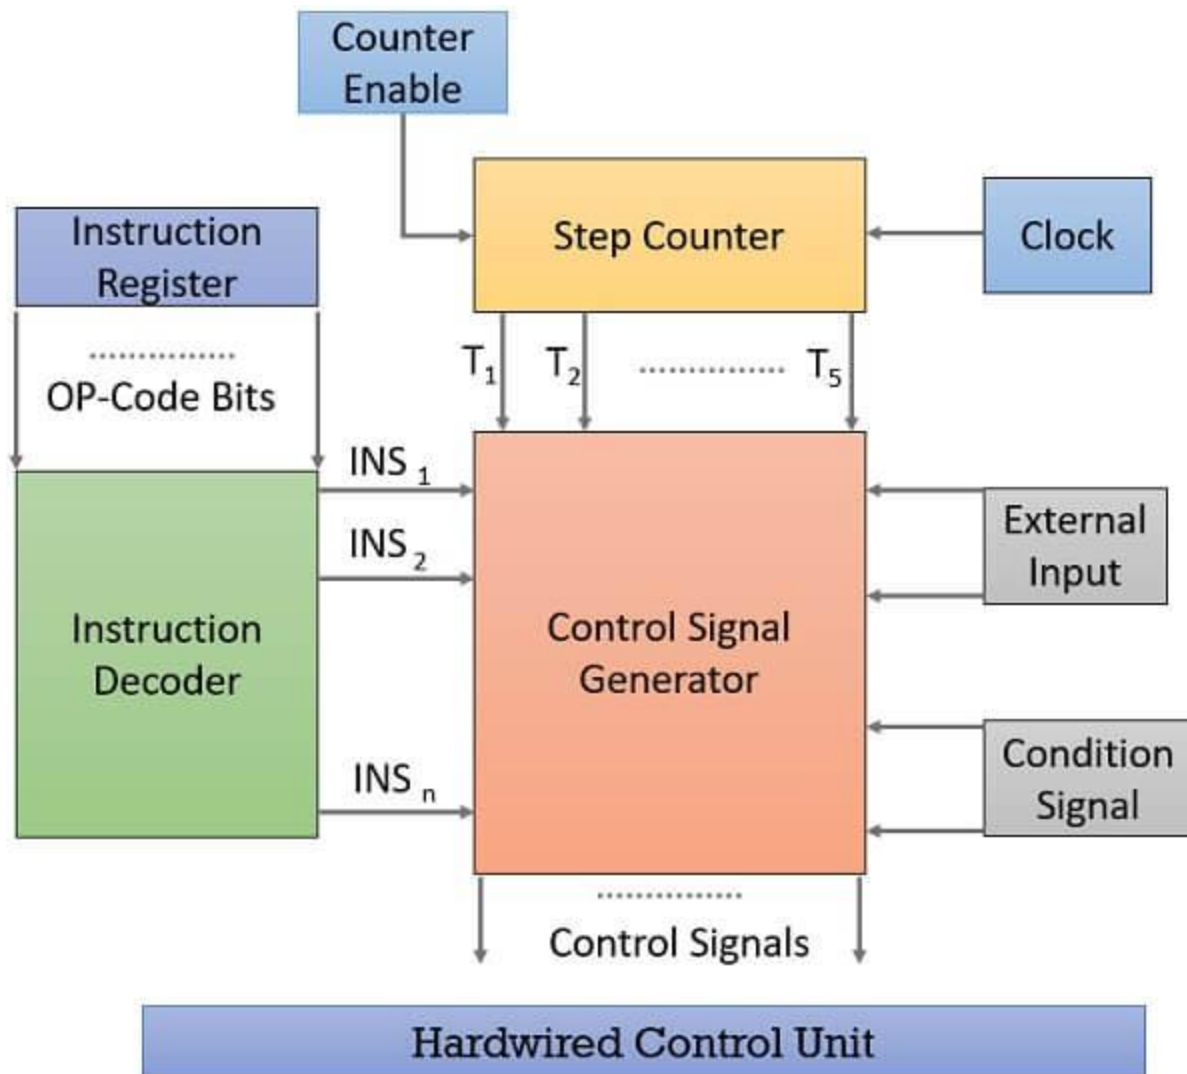 Counter
Enable
Step Counter
Clock
Instruction
Register
OP-Code Bits
T1 T2 .............. T5
INS 1
INS 2
INS n
Instruction
Decoder
Control Signal
Generator
External
Input
Condition
Signal
Control Signals
Hardwired Control Unit